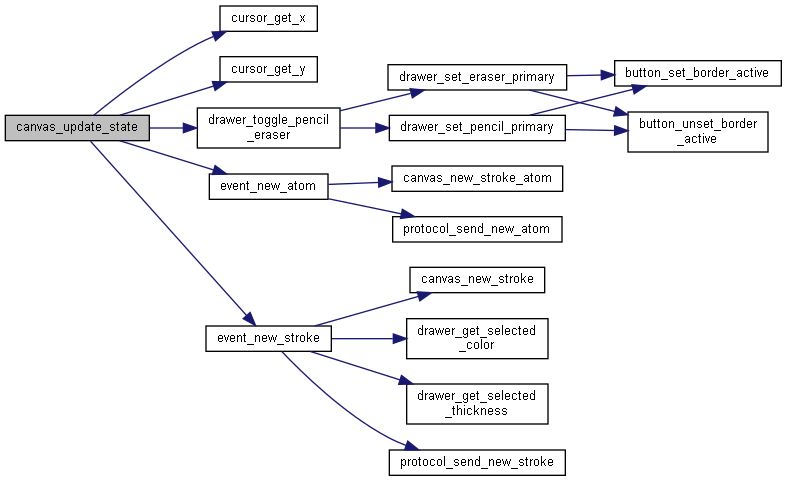 cursor_get_x
cursor_get_y
canvas_update_state
drawer_toggle_pencil
_eraser
drawer_set_eraser_primary
drawer_set_pencil_primary
button_set_border_active
button_unset_border
_active
event_new_atom
canvas_new_stroke_atom
protocol_send_new_atom
event_new_stroke
canvas_new_stroke
drawer_get_selected
_color
drawer_get_selected
_thickness
protocol_send_new_stroke